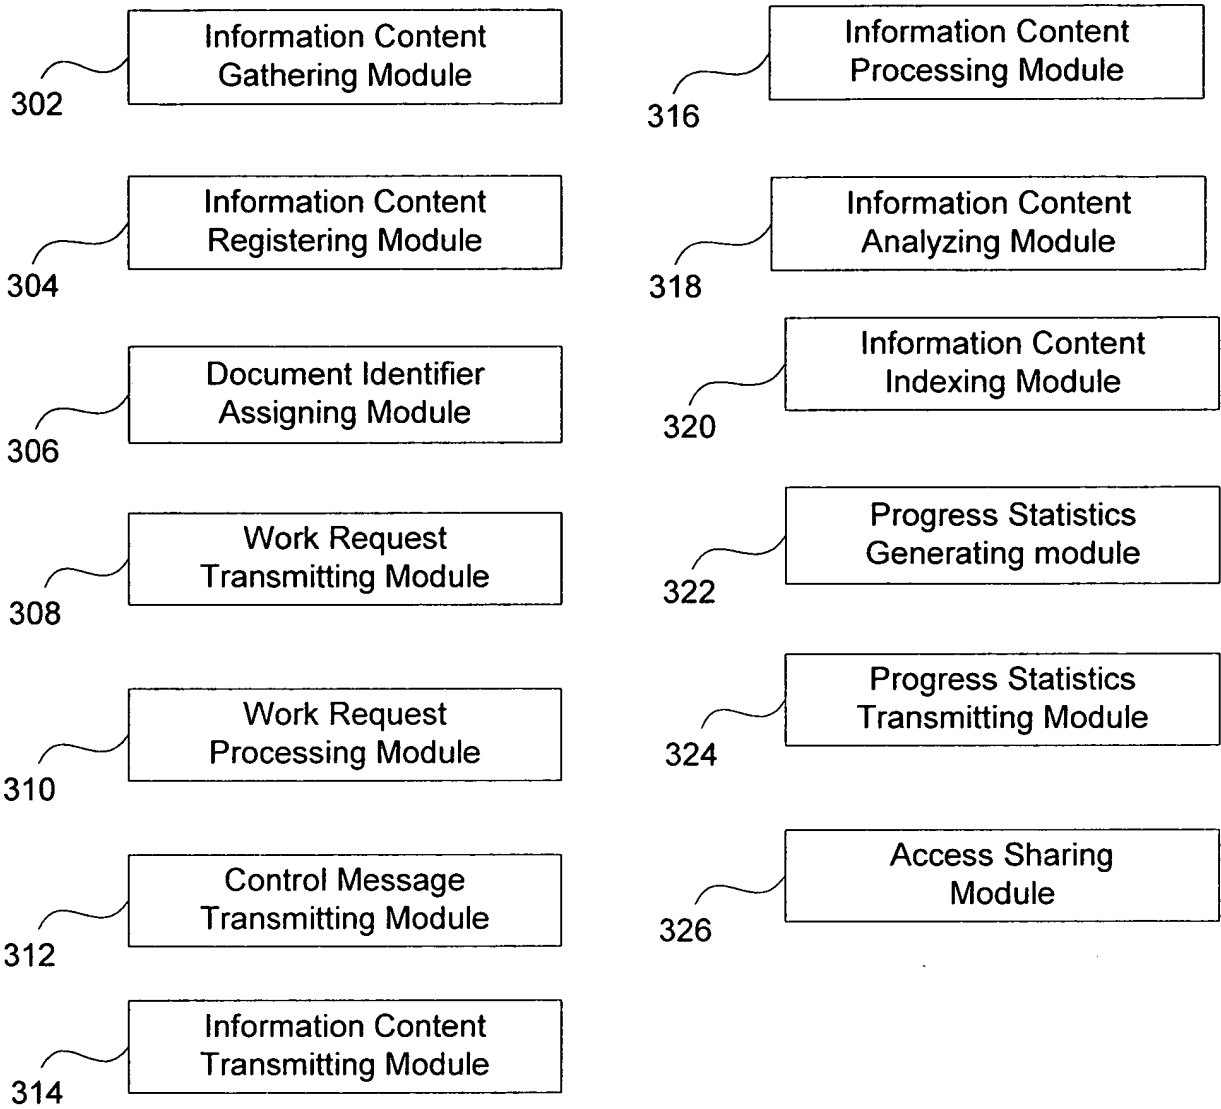 Information Content
Gathering Module
302
Information Content
Registering Module
304
Document Identifier
Assigning Module
306
Work Request
Transmitting Module
308
Work Request
Processing Module
310
Control Message
Transmitting Module
312
Information Content
Transmitting Module
314
Information Content
Processing Module
316
Information Content
Analyzing Module
318
Information Content
Indexing Module
320
Progress Statistics
Generating module
322
Progress Statistics
Transmitting Module
324
Access Sharing
Module
326